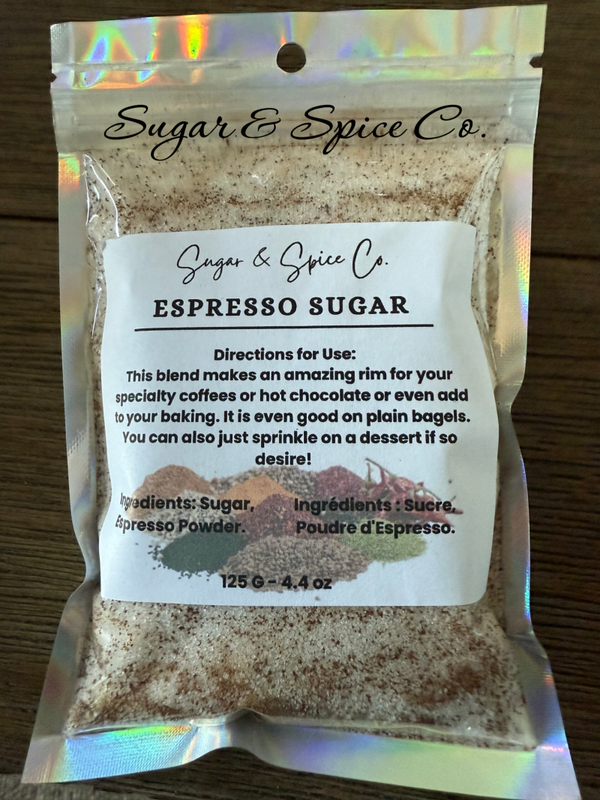 Sugar & Spice Co.
Sugar & Spice Co.
ESPRESSO SUGAR
Directions for Use:
This blend makes an amazing rim for your
specialty coffees or hot chocolate or even add
to your baking. It is even good on plain bagels.
You can also just sprinkle on a dessert if so
desire!
Ingredients: Sugar,
Espresso Powder.
Ingrédients : Sucre,
Poudre d'Espresso.
125 G - 4.4 oz